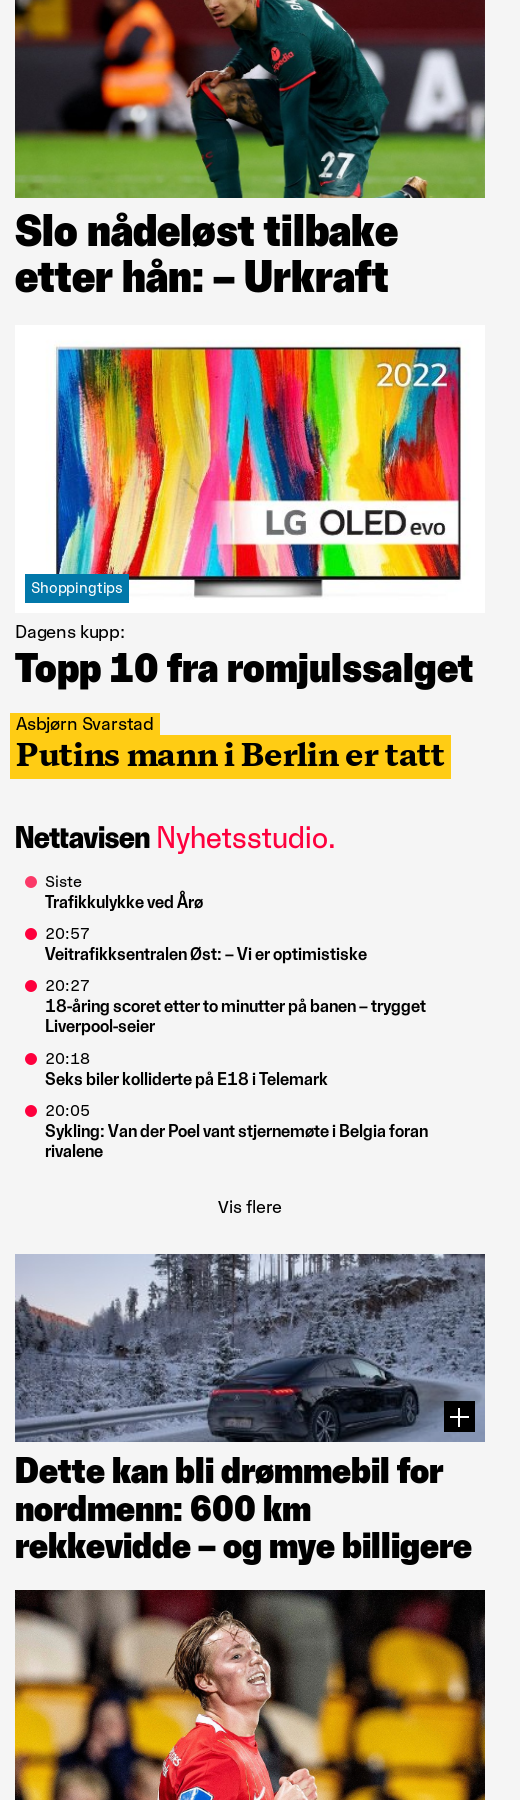 27
Slo nådeløst tilbake
etter hån: – Urkraft
2022
LG OLED evo
Shoppingtips
Dagens kupp:
Topp 10 fra romjulssalget
Asbjørn Svarstad
Putins mann i Berlin er tatt
Nettavisen Nyhetsstudio.
Siste
Trafikkulykke ved Årø
20:57
Veitrafikksentralen Øst: – Vi er optimistiske
20:27
18-åring scoret etter to minutter på banen – trygget
Liverpool-seier
20:18
Seks biler kolliderte på E18 i Telemark
20:05
Sykling: Van der Poel vant stjernemøte i Belgia foran
rivalene
Vis flere
Dette kan bli drømmebil for
nordmenn: 600 km
rekkevidde – og mye billigere